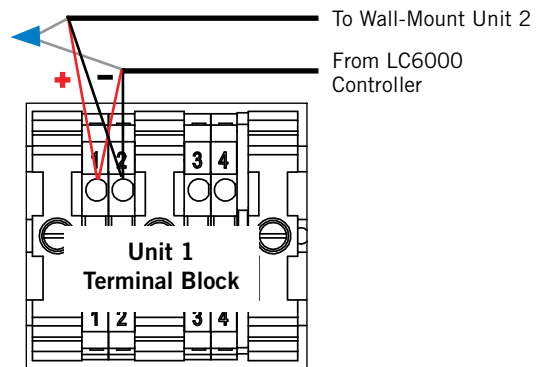 To Wall-Mount Unit 2
From LC6000
Controller
+ -
1 2 3 4
Unit 1
Terminal Block
1 2 3 4